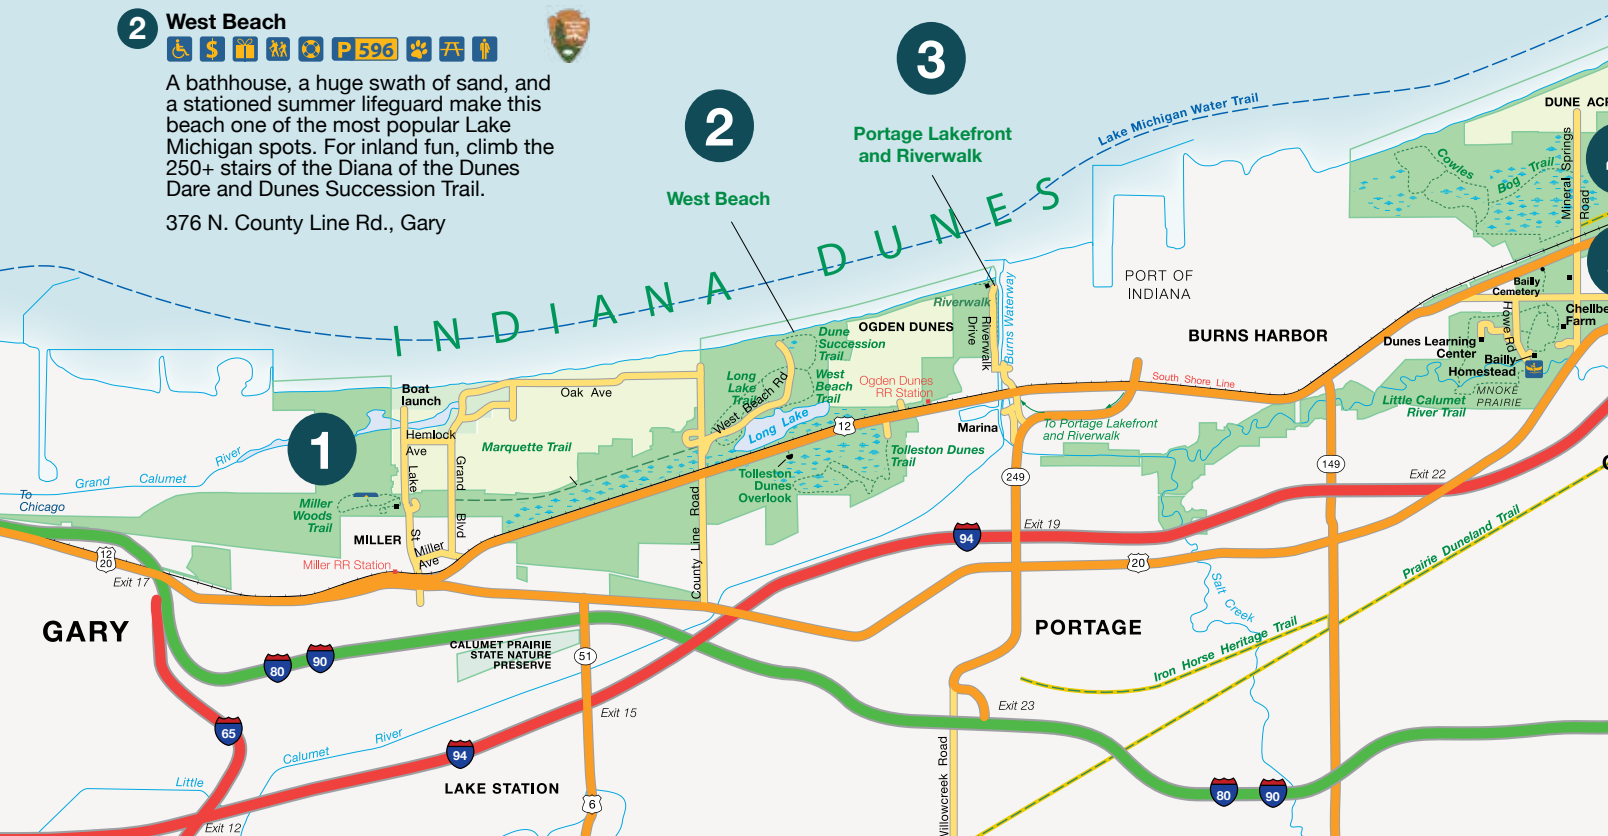 2 West Beach
$ P 596
A bathhouse, a huge swath of sand, and
a stationed summer lifeguard make this
beach one of the most popular Lake
Michigan spots. For inland fun, climb the
250+ stairs of the Diana of the Dunes
Dare and Dunes Succession Trail.
376 N. County Line Rd., Gary
3
2
Portage Lakefront
and Riverwalk
West Beach
Lake Michigan Water Trail
INDIANA DUNES
DUNE ACR
Cowles
Bog Trail
Mineral Springs
Road
PORT OF
INDIANA
BURNS HARBOR
Bailly
Cemetery
Chellbe
Farm
Howe Rd
Dunes Learning
Center
Bailly
Homestead
MNOKE
PRAIRIE
Little Calumet
River Trail
South Shore Line
Riverwalk
OGDEN DUNES
Riverwalk
Drive
Burns Waterway
Dune
Succession
Trail
Long
Lake
Trail
West
Beach
Trail
West Beach Rd
Ogden Dunes
RR Station
Long Lake
12
Marina
To Portage Lakefront
and Riverwalk
Tolleston Dunes
Trail
Tolleston
Dunes
Overlook
Boat
launch
Oak Ave
Hemlock
Ave
Marquette Trail
1
Grand Calumet River
To
Chicago
Miller
Woods
Trail
Lake
St
Grand
Blvd
MILLER
Miller
Ave
Miller RR Station
County Line Road
12
20
Exit 17
GARY
249
149
Exit 22
Exit 19
94
20
Prairie Duneland Trail
Salt Creek
PORTAGE
Iron Horse Heritage Trail
CALUMET PRAIRIE
STATE NATURE
PRESERVE
51
80
90
65
Exit 15
Exit 23
94
Calumet River
Little
LAKE STATION
6
Exit 12
Willowcreek Road
80
90